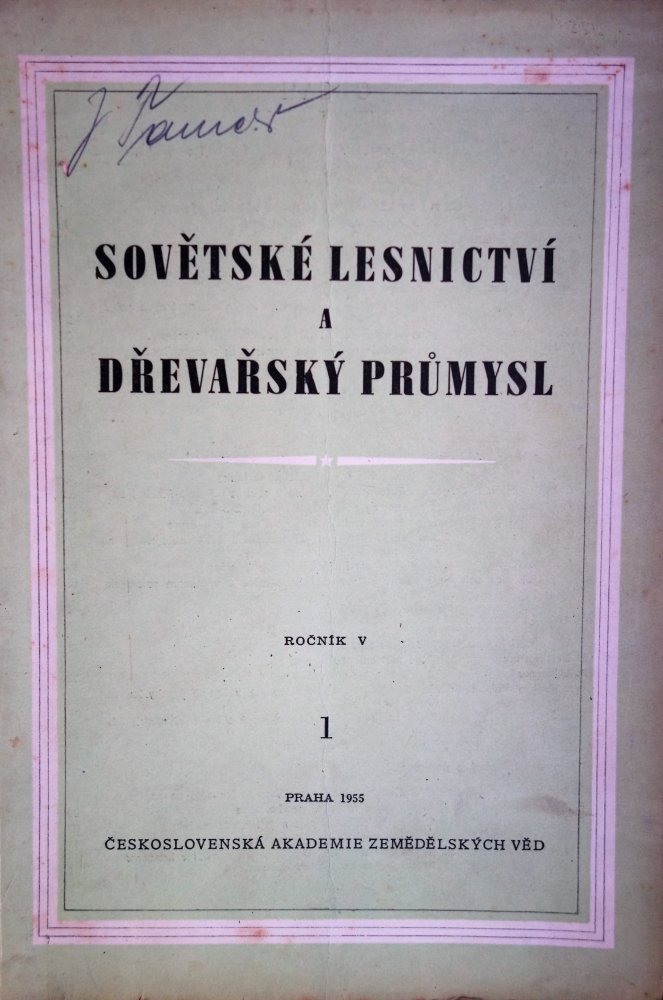 SOVĚTSKÉ LESNICTVÍ
A
DŘEVAŘSKÝ PRŮMYSL
ROČNÍK V
1
PRAHA 1955
ČESKOSLOVENSKÁ AKADEMIE ZEMĚDĚLSKÝCH VĚD